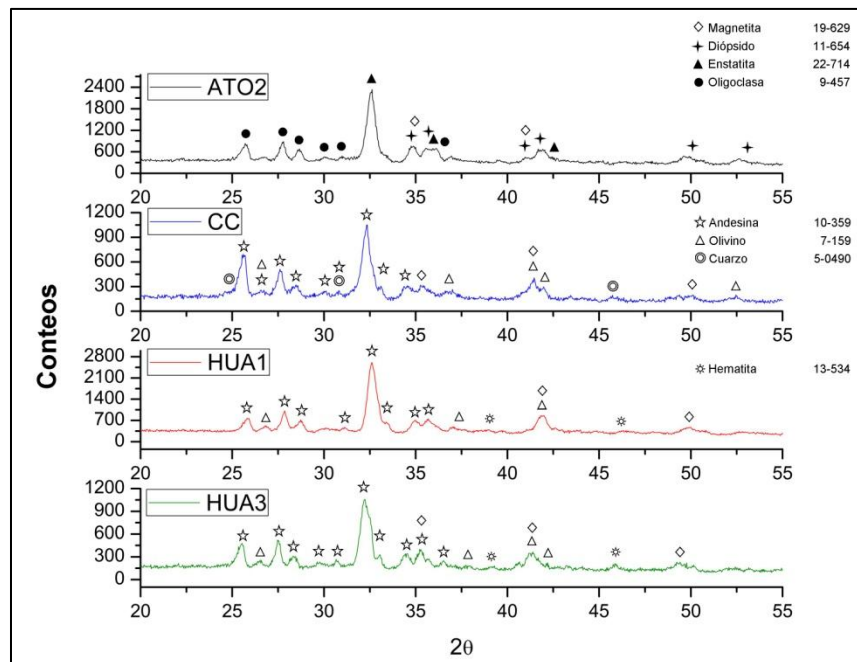 Magnetita 19-629
Diópsido 11-654
Enstatita 22-714
Oligoclasa 9-457
ATO2
2400
1800
1200
600
0
20 25 30 35 40 45 50 55
CC
1200
900
600
300
0
Andesina 10-359
Olivino 7-159
Cuarzo 5-0490
20 25 30 35 40 45 50 55
Conteos
HUA1
2800
2100
1400
700
0
Hematita 13-534
20 25 30 35 40 45 50 55
HUA3
1200
900
600
300
0
20 25 30 35 40 45 50 55
2θ